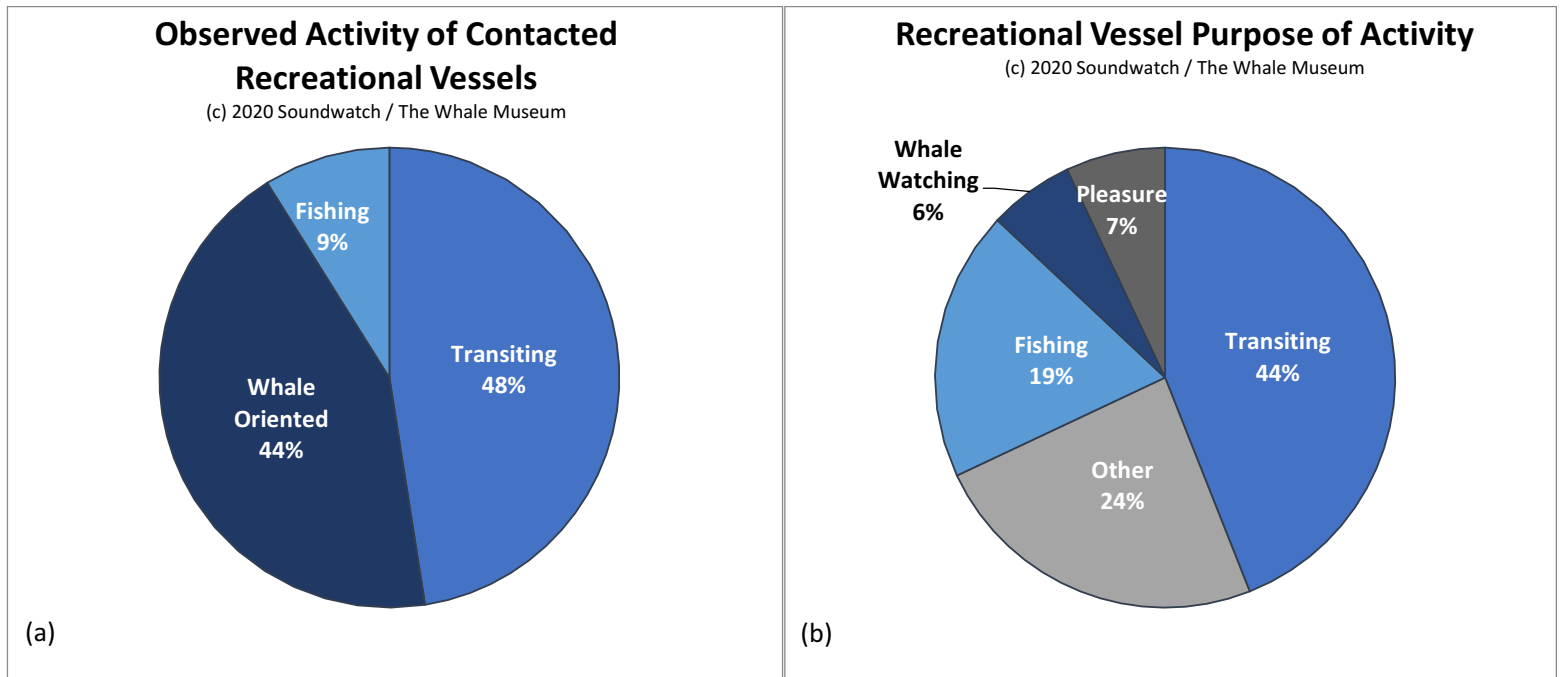 Observed Activity of Contacted
Recreational Vessels
(c) 2020 Soundwatch / The Whale Museum
Fishing
9%
Transiting
48%
Whale
Oriented
44%
(a)
Recreational Vessel Purpose of Activity
(c) 2020 Soundwatch / The Whale Museum
Whale
Watching
6%
Pleasure
7%
Fishing
19%
Transiting
44%
Other
24%
(b)